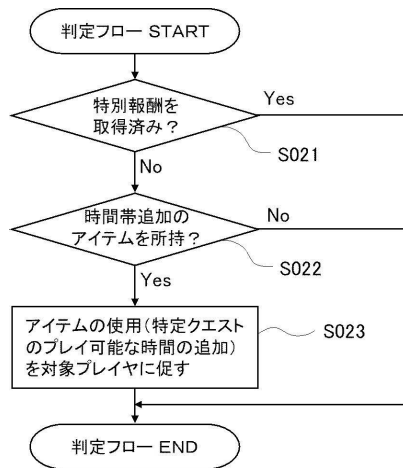 判定フロー START
特別報酬を
取得済み?
Yes
S021
No
時間帯追加の
アイテムを所持?
No
S022
Yes
アイテムの使用(特定クエスト
のプレイ可能な時間の追加)
を対象プレイヤに促す
S023
判定フロー END